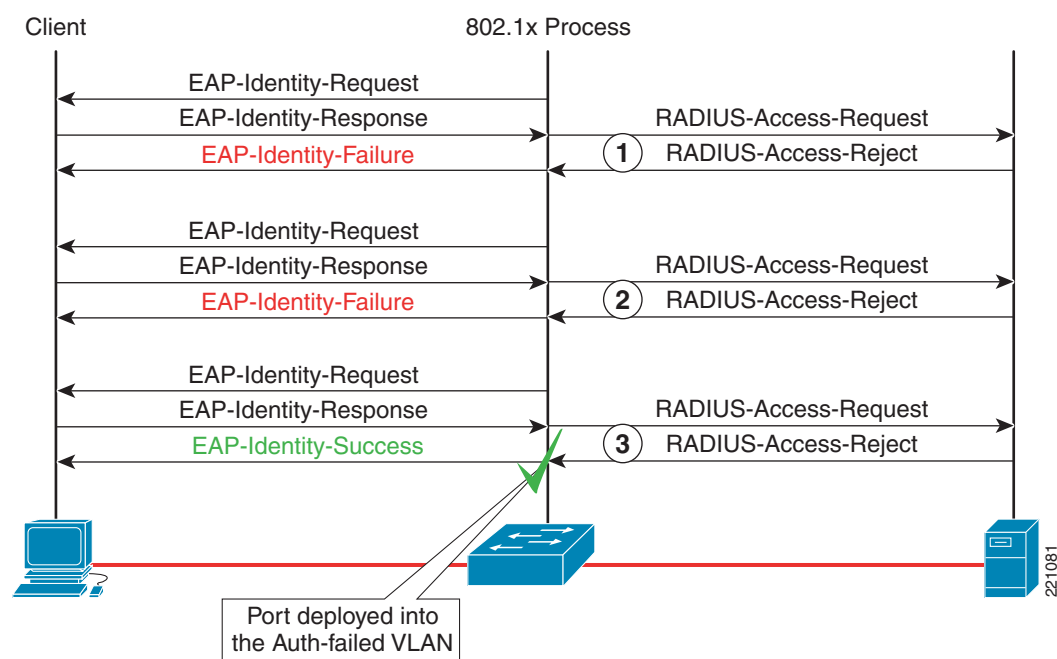 Client
802.1x Process
EAP-Identity-Request
EAP-Identity-Response
RADIUS-Access-Request
EAP-Identity-Failure
1
RADIUS-Access-Reject
EAP-Identity-Request
EAP-Identity-Response
RADIUS-Access-Request
EAP-Identity-Failure
2
RADIUS-Access-Reject
EAP-Identity-Request
EAP-Identity-Response
RADIUS-Access-Request
EAP-Identity-Success
3
RADIUS-Access-Reject
Port deployed into
the Auth-failed VLAN
221081